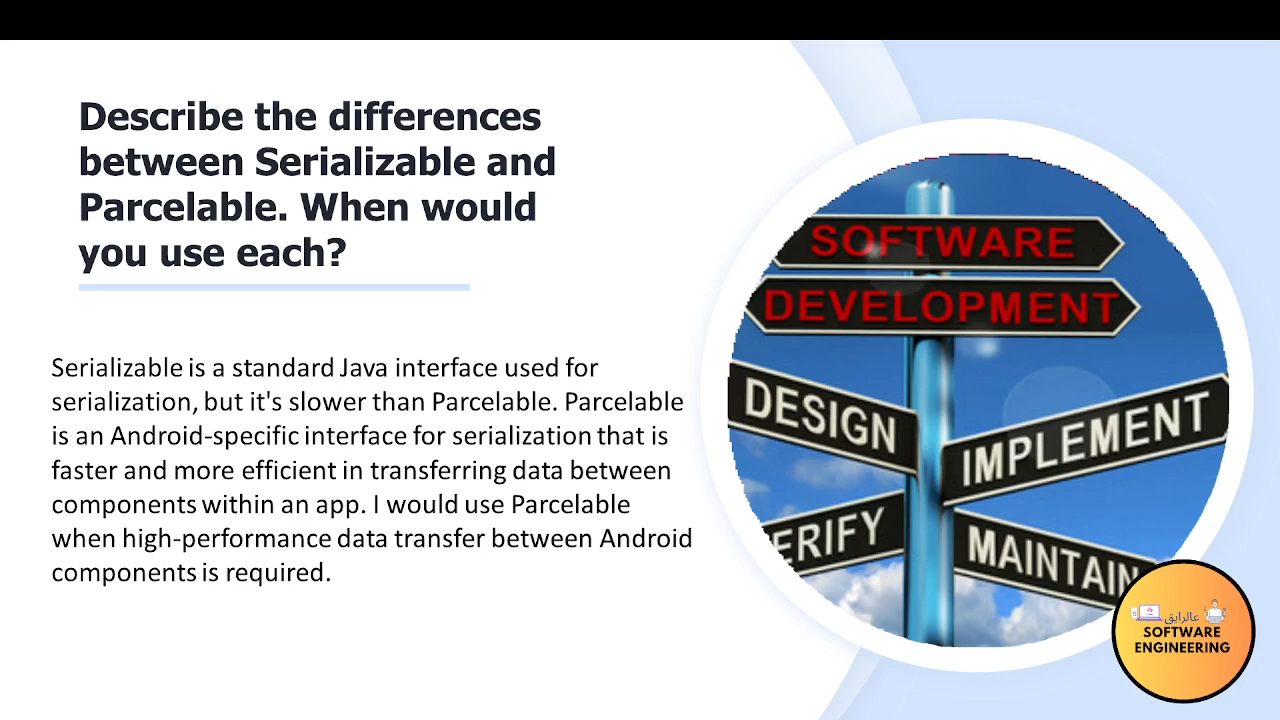 Describe the differences
between Serializable and
Parcelable. When would
you use each?
Serializable is a standard Java interface used for
serialization, but it's slower than Parcelable. Parcelable
is an Android-specific interface for serialization that is
faster and more efficient in transferring data between
components within an app. I would use Parcelable
when high-performance data transfer between Android
components is required.
SOFTWARE
DEVELOPMENT
DESIGN
IMPLEMENT
ERIFY
MAINTAIN
عالرايق
SOFTWARE
ENGINEERING